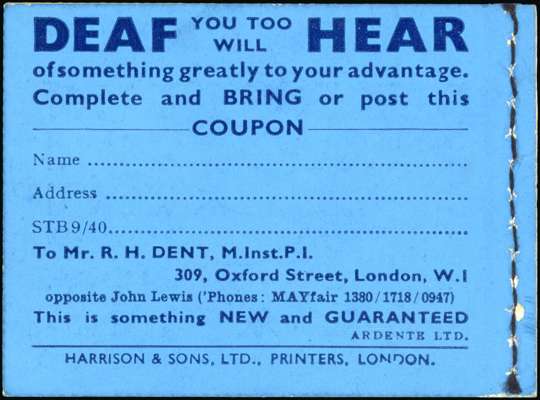 DEAF YOU TOO WILL HEAR
of something greatly to your advantage.
Complete and BRING or post this
COUPON
Name ................................................
Address ................................................
STB 9/40................................................
To Mr. R. H. DENT, M.Inst.P.I.
309, Oxford Street, London, W.1
opposite John Lewis ('Phones: MAYfair 1380/1718/0947)
This is something NEW and GUARANTEED
ARDENTE LTD.
HARRISON & SONS, LTD., PRINTERS, LONDON.